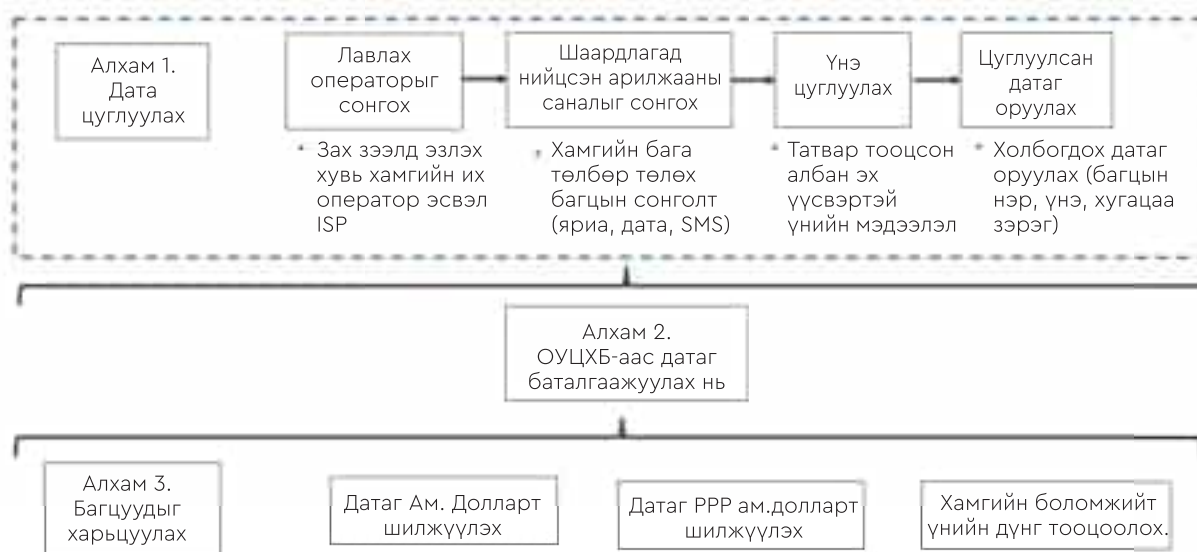 Алхам 1.
Дата
цуглуулах
Лавлах
операторыг
сонгох
Шаардлагад
нийцсэн арилжааны
саналыг сонгох
Үнэ
цуглуулах
Цуглуулсан
датаг
оруулах
• Зах зээлд эзлэх
хувь хамгийн их
оператор эсвэл
ISP
• Хамгийн бага
төлбөр төлөх
багцын сонголт
(яриа, дата, SMS)
• Татвар тооцсон
албан эх
үүсвэртэй
үнийн мэдээлэл
• Холбогдох датаг
оруулах (багцын
нэр, үнэ, хугацаа
зэрэг)
Алхам 2.
ОУЦХБ-аас датаг
баталгаажуулах нь
Алхам 3.
Багцуудыг
харьцуулах
Датаг Ам. Долларт
шилжүүлэх
Датаг PPP ам.долларт
шилжүүлэх
Хамгийн боломжийт
үнийн дүнг тооцоолох.